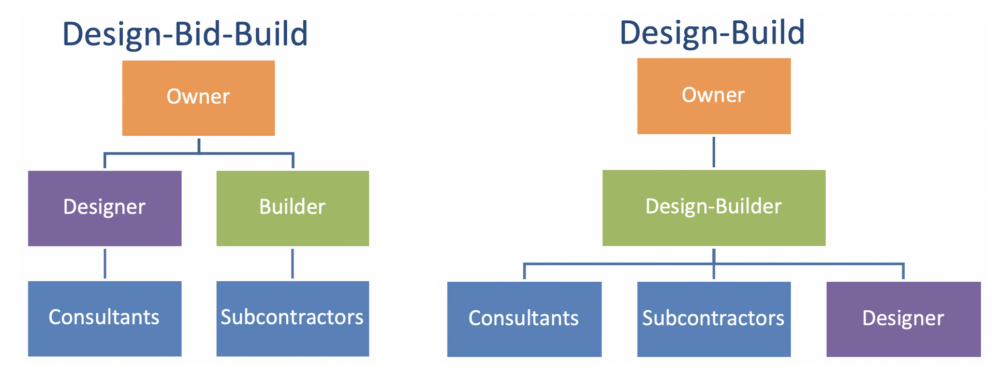 Design-Bid-Build
Owner
Designer
Builder
Consultants
Subcontractors
Design-Build
Owner
Design-Builder
Consultants
Subcontractors
Designer